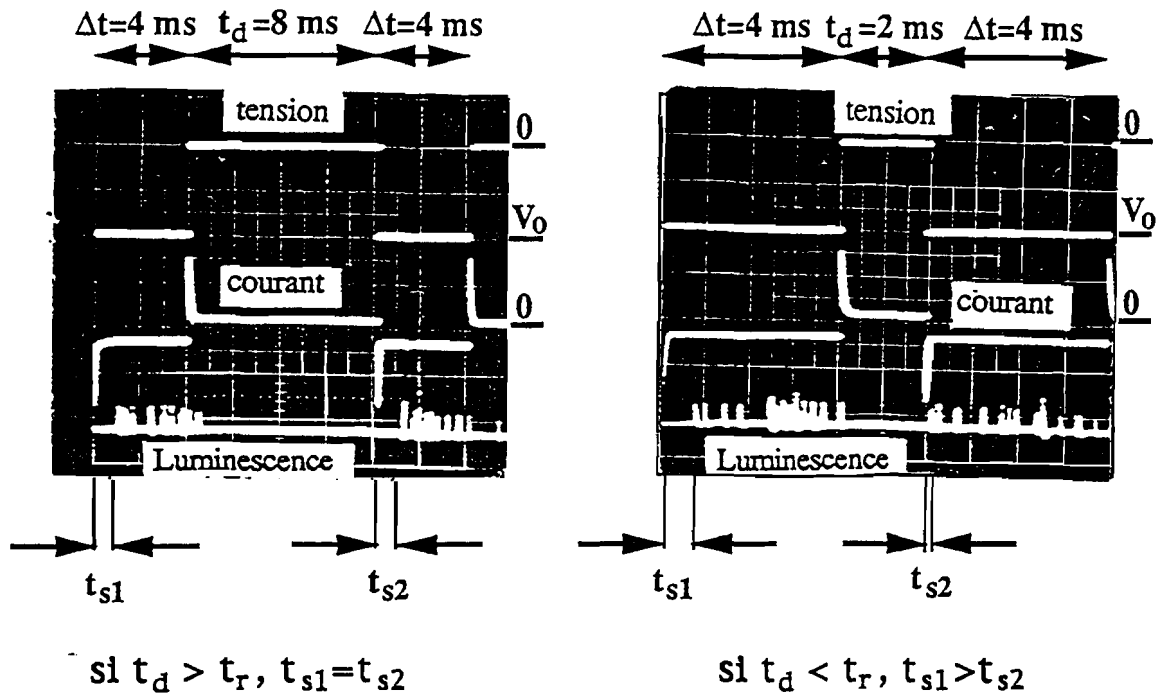 Δt=4 ms t_d=8 ms Δt=4 ms
tension
0
V_0
courant
0
Luminescence
t_s1 t_s2
si t_d > t_r, t_s1=t_s2
Δt=4 ms t_d=2 ms Δt=4 ms
tension
0
V_0
courant
0
Luminescence
t_s1 t_s2
si t_d < t_r, t_s1>t_s2